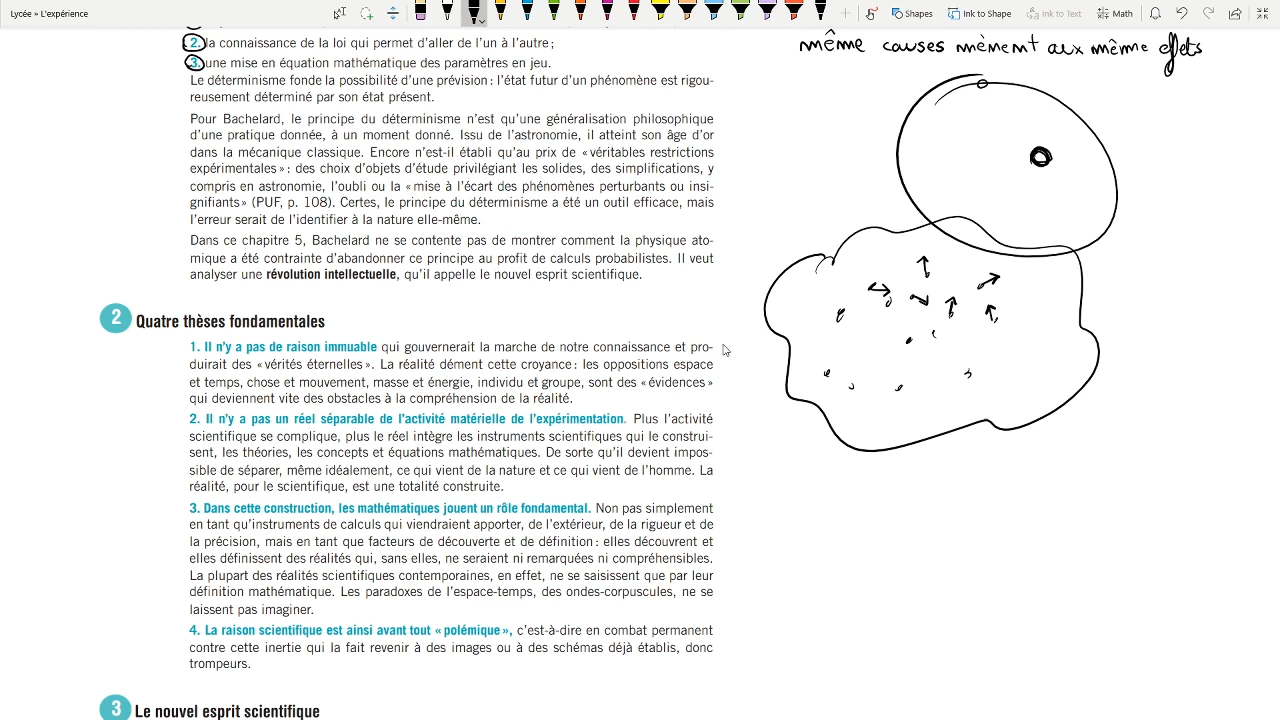 Lycée » L'expérience
Shapes
Ink to Shape
Ink to Text
Math
2. la connaissance de la loi qui permet d'aller de l'un à l'autre ;
3. une mise en équation mathématique des paramètres en jeu.
Le déterminisme fonde la possibilité d'une prévision : l'état futur d'un phénomène est rigou-
reusement déterminé par son état présent.
Pour Bachelard, le principe du déterminisme n'est qu'une généralisation philosophique
d'une pratique donnée, à un moment donné. Issu de l'astronomie, il atteint son âge d'or
dans la mécanique classique. Encore n'est-il établi qu'au prix de « véritables restrictions
expérimentales » : des choix d'objets d'étude privilégiant les solides, des simplifications, y
compris en astronomie, l'oubli ou la « mise à l'écart des phénomènes perturbants ou insi-
gnifiants » (PUF, p. 108). Certes, le principe du déterminisme a été un outil efficace, mais
l'erreur serait de l'identifier à la nature elle-même.
Dans ce chapitre 5, Bachelard ne se contente pas de montrer comment la physique ato-
mique a été contrainte d'abandonner ce principe au profit de calculs probabilistes. Il veut
analyser une révolution intellectuelle, qu'il appelle le nouvel esprit scientifique.
2 Quatre thèses fondamentales
1. Il n'y a pas de raison immuable qui gouvernerait la marche de notre connaissance et pro-
duirait des « vérités éternelles ». La réalité dément cette croyance : les oppositions espace
et temps, chose et mouvement, masse et énergie, individu et groupe, sont des « évidences »
qui deviennent vite des obstacles à la compréhension de la réalité.
2. Il n'y a pas un réel séparable de l'activité matérielle de l'expérimentation. Plus l'activité
scientifique se complique, plus le réel intègre les instruments scientifiques qui le construi-
sent, les théories, les concepts et équations mathématiques. De sorte qu'il devient impos-
sible de séparer, même idéalement, ce qui vient de la nature et ce qui vient de l'homme. La
réalité, pour le scientifique, est une totalité construite.
3. Dans cette construction, les mathématiques jouent un rôle fondamental. Non pas simplement
en tant qu'instruments de calculs qui viendraient apporter, de l'extérieur, de la rigueur et de
la précision, mais en tant que facteurs de découverte et de définition : elles découvrent et
elles définissent des réalités qui, sans elles, ne seraient ni remarquées ni compréhensibles.
La plupart des réalités scientifiques contemporaines, en effet, ne se saisissent que par leur
définition mathématique. Les paradoxes de l'espace-temps, des ondes-corpuscules, ne se
laissent pas imaginer.
4. La raison scientifique est ainsi avant tout « polémique », c'est-à-dire en combat permanent
contre cette inertie qui la fait revenir à des images ou à des schémas déjà établis, donc
trompeurs.
3 Le nouvel esprit scientifique
même causes mènent aux même effets